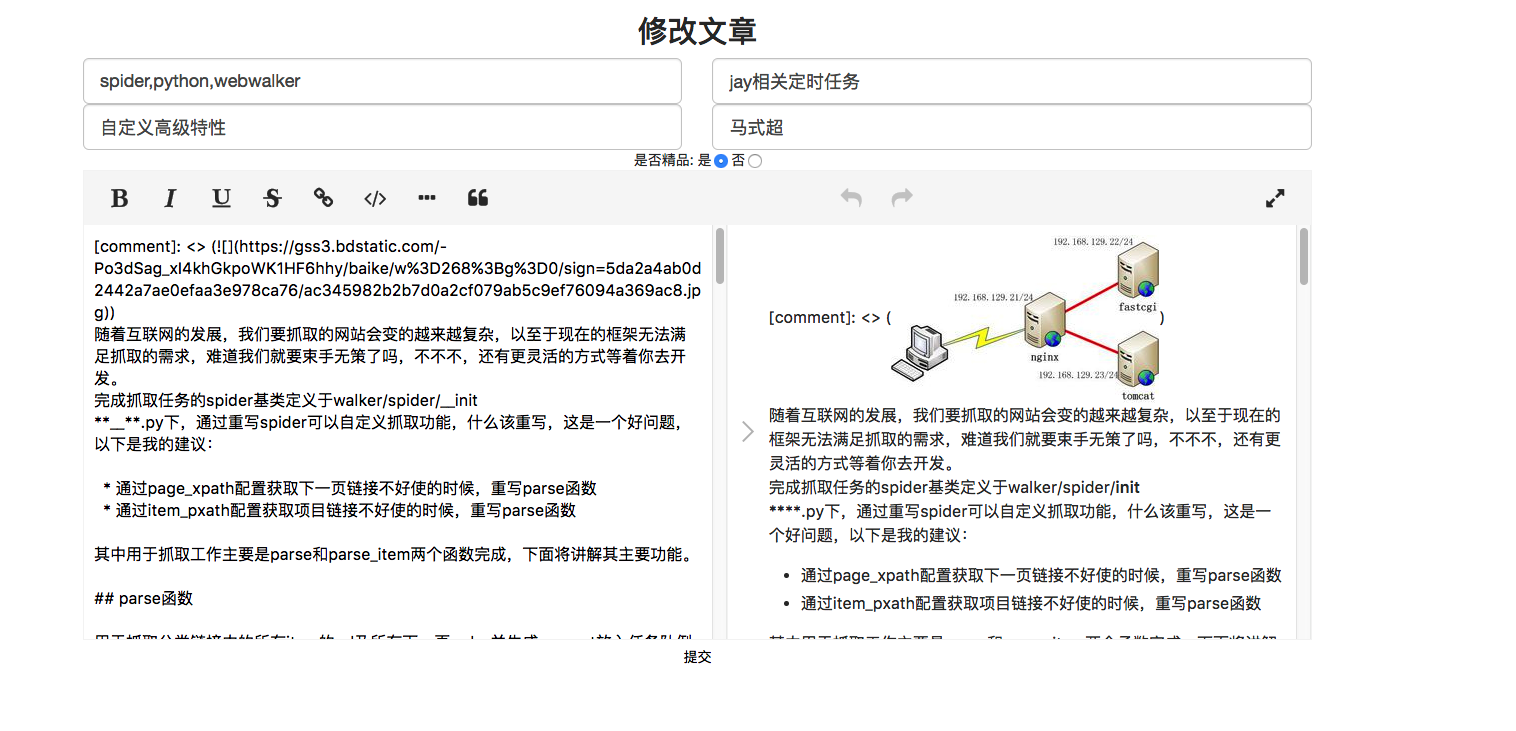 修改文章
spider,python,webwalker
jay相关定时任务
自定义高级特性
马式超
是否精品: 是 否
B I U S </> ••• ❝
[comment]: <> (![](https://gss3.bdstatic.com/-
Po3dSag_xI4khGkpoWK1HF6hhy/baike/w%3D268%3Bg%3D0/sign=5da2a4ab0d
2442a7ae0efaa3e978ca76/ac345982b2b7d0a2cf079ab5c9ef76094a369ac8.jp
g))
随着互联网的发展，我们要抓取的网站会变的越来越复杂，以至于现在的框架无法满
足抓取的需求，难道我们就要束手无策了吗，不不不，还有更灵活的方式等着你去开
发。
完成抓取任务的spider基类定义于walker/spider/__init
**__**.py下，通过重写spider可以自定义抓取功能，什么该重写，这是一个好问题，
以下是我的建议：
* 通过page_xpath配置获取下一页链接不好使的时候，重写parse函数
* 通过item_pxath配置获取项目链接不好使的时候，重写parse函数
其中用于抓取工作主要是parse和parse_item两个函数完成，下面将讲解其主要功能。
## parse函数
192.168.129.22/24
fastcgi
192.168.129.21/24
[comment]: <> ( )
nginx
192.168.129.23/24
tomcat
随着互联网的发展，我们要抓取的网站会变的越来越复杂，以至于现在的
框架无法满足抓取的需求，难道我们就要束手无策了吗，不不不，还有更
灵活的方式等着你去开发。
完成抓取任务的spider基类定义于walker/spider/init
****.py下，通过重写spider可以自定义抓取功能，什么该重写，这是一
个好问题，以下是我的建议：
• 通过page_xpath配置获取下一页链接不好使的时候，重写parse函数
• 通过item_pxath配置获取项目链接不好使的时候，重写parse函数
提交